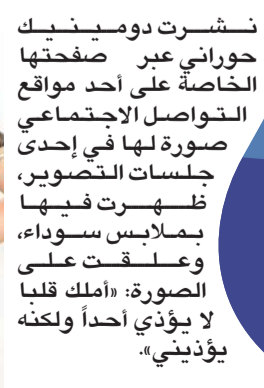 نشرت دومينيك
حوراني عبر صفحتها
الخاصة على أحد مواقع
التواصل الاجتماعي
صورة لها في إحدى
جلسات التصوير،
ظهرت فيها
بملابس سوداء،
وعلقت على
الصورة: «أملك قلبا
لا يؤذي أحداً ولكنه
يؤذيني».